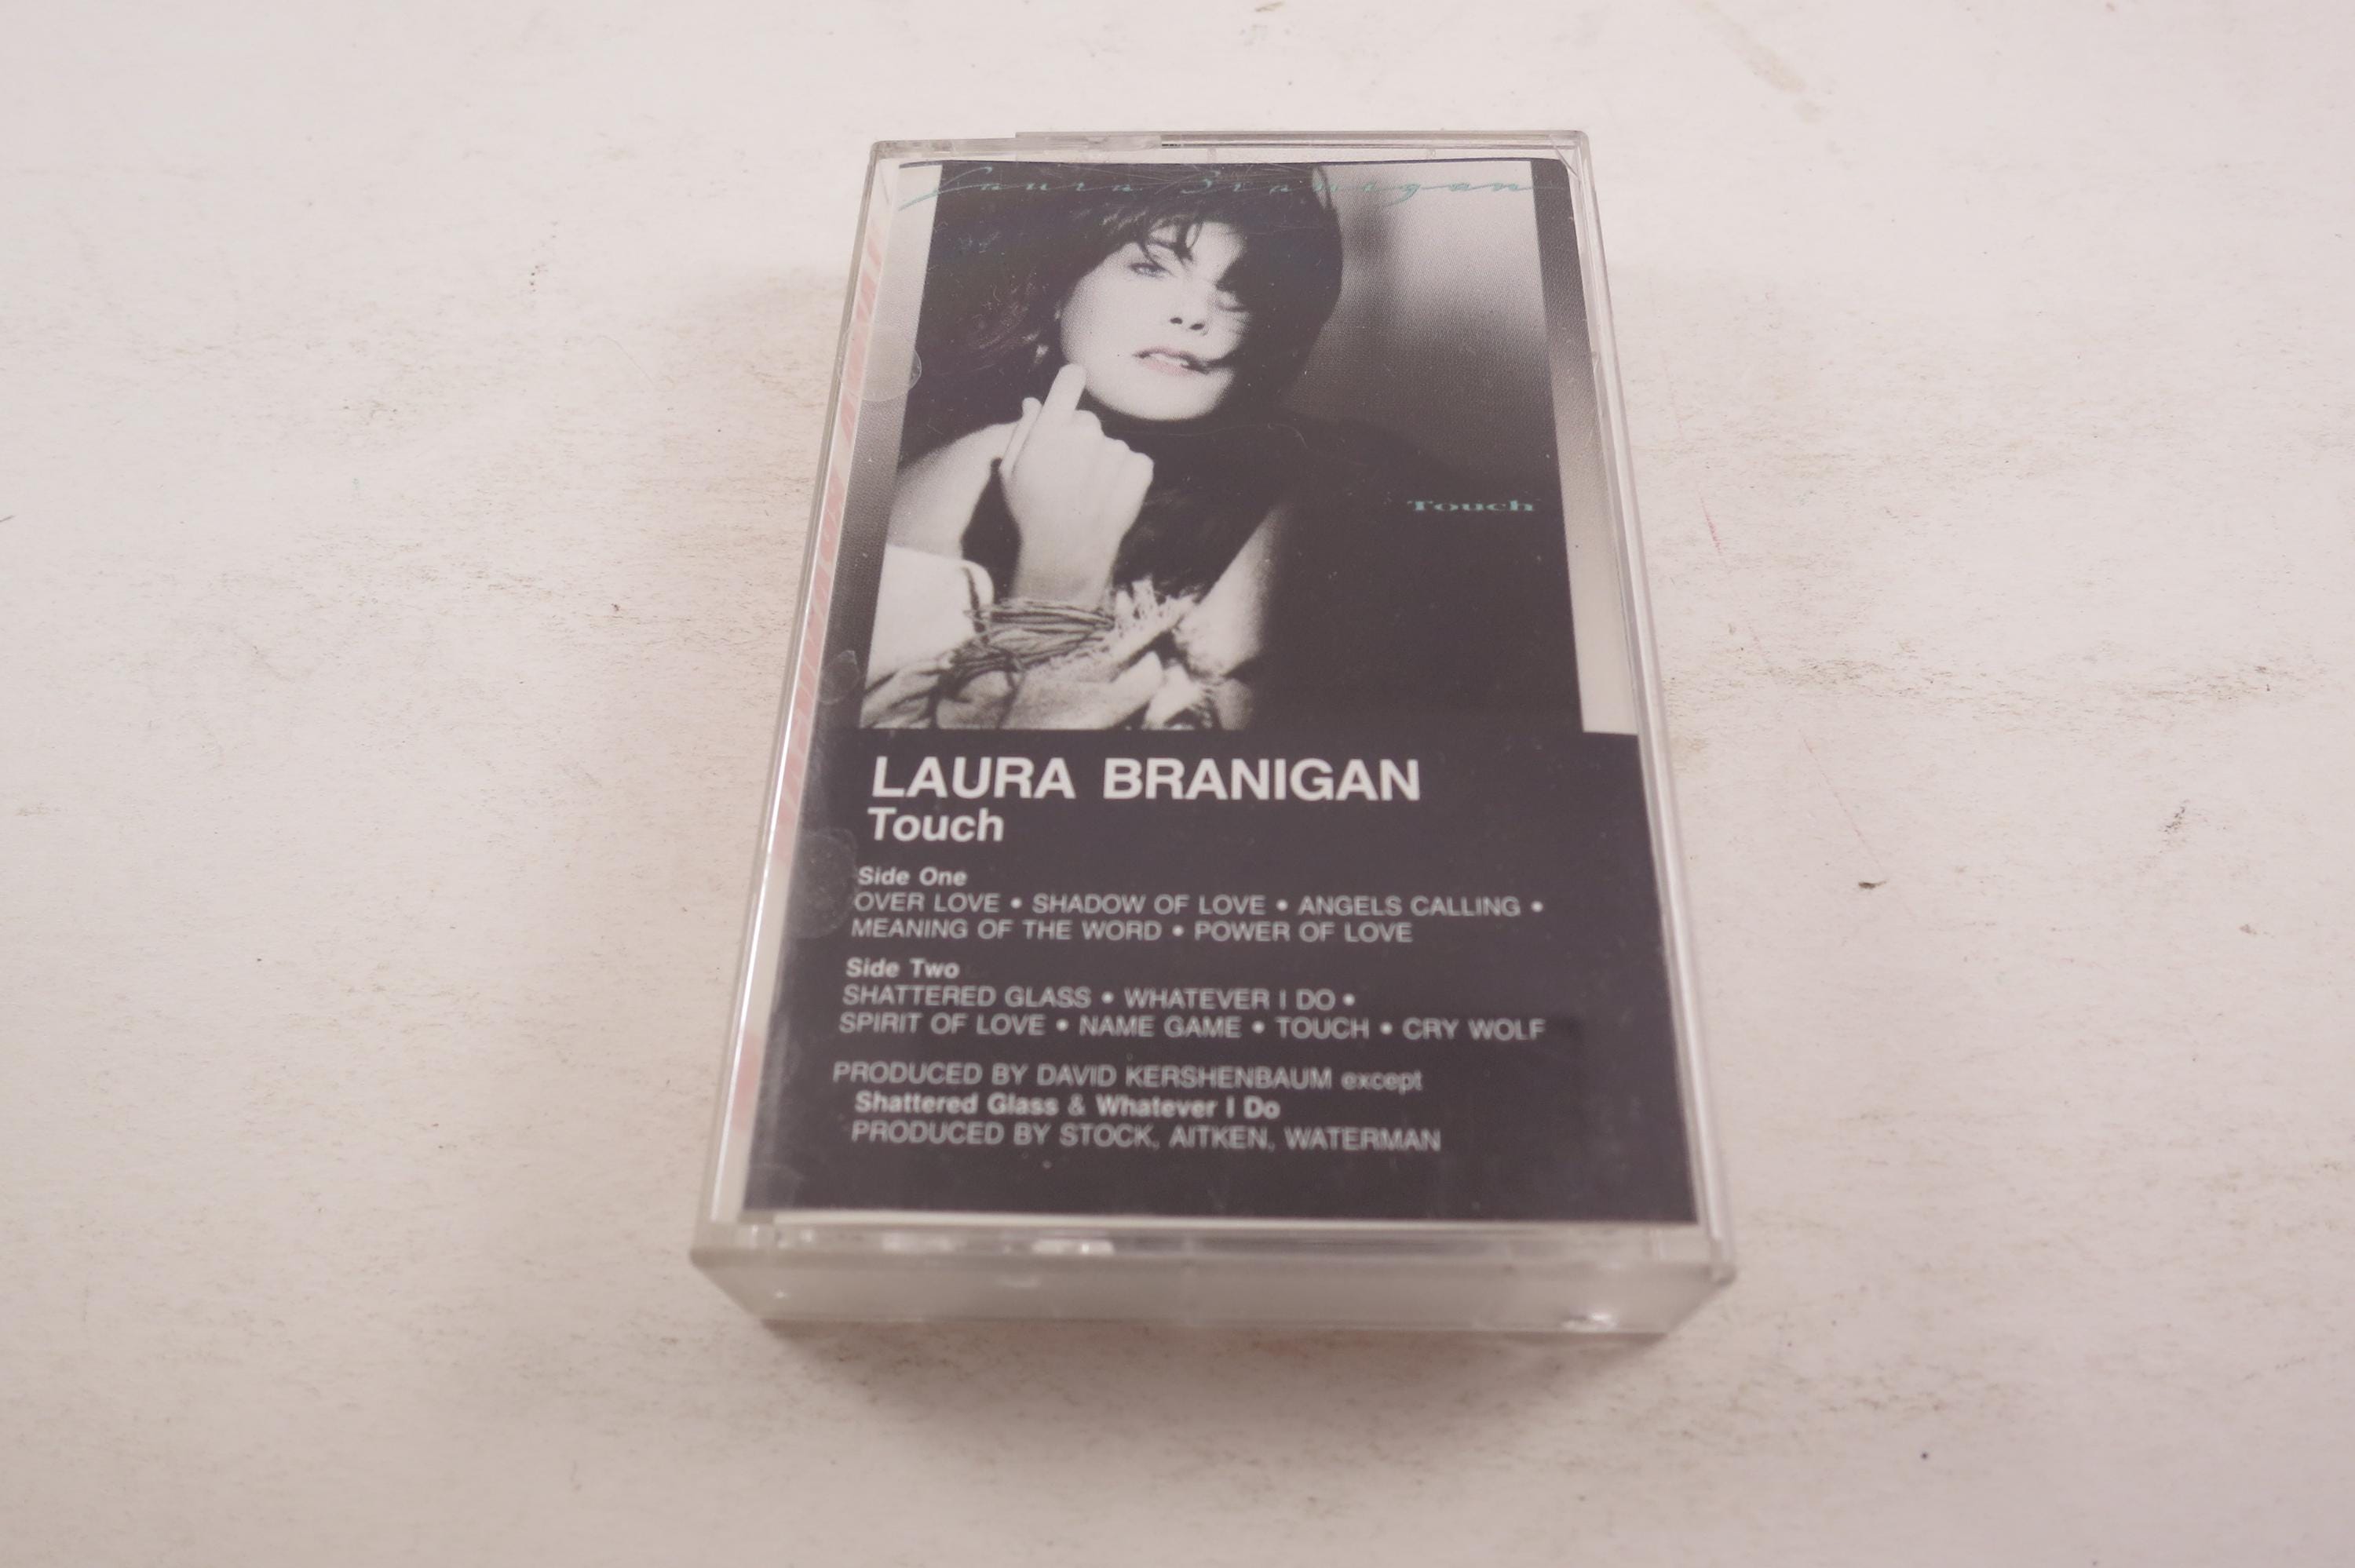 Laura Branigan
Touch
LAURA BRANIGAN
Touch
Side One
OVER LOVE • SHADOW OF LOVE • ANGELS CALLING •
MEANING OF THE WORD • POWER OF LOVE
Side Two
SHATTERED GLASS • WHATEVER I DO •
SPIRIT OF LOVE • NAME GAME • TOUCH • CRY WOLF
PRODUCED BY DAVID KERSHENBAUM except
Shattered Glass & Whatever I Do
PRODUCED BY STOCK, AITKEN, WATERMAN